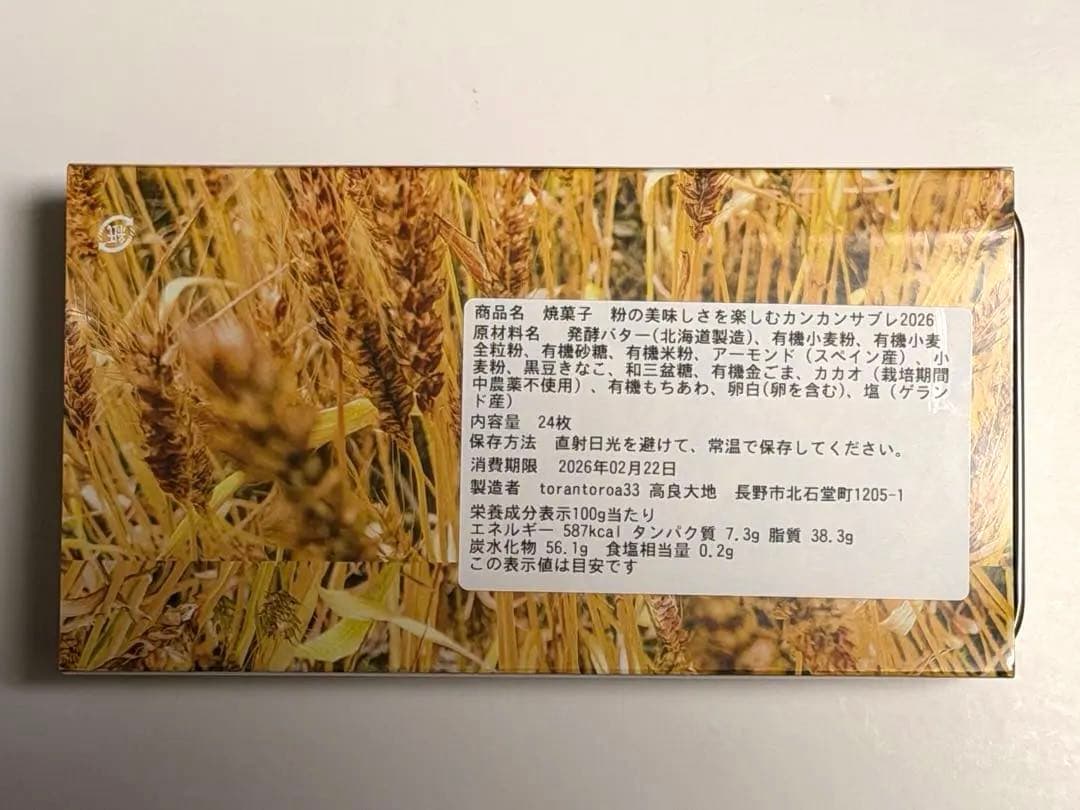 紙
商品名　焼菓子　粉の美味しさを楽しむカンカンサブレ2026
原材料名　発酵バター(北海道製造)、有機小麦粉、有機小麦
全粒粉、有機砂糖、有機米粉、アーモンド（スペイン産）、小
麦粉、黒豆きなこ、和三盆糖、有機金ごま、カカオ（栽培期間
中農薬不使用）、有機もちあわ、卵白(卵を含む)、塩（ゲラン
ド産）
内容量　24枚
保存方法　直射日光を避けて、常温で保存してください。
消費期限　2026年02月22日
製造者　torantoroa33 高良大地　長野市北石堂町1205-1
栄養成分表示100g当たり
エネルギー 587kcal タンパク質 7.3g 脂質 38.3g
炭水化物 56.1g　食塩相当量 0.2g
この表示値は目安です